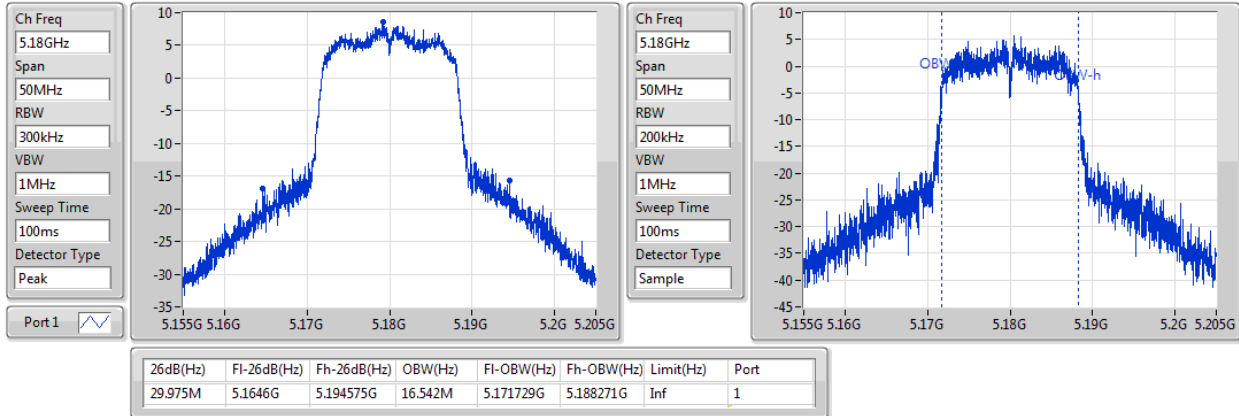 Ch Freq
5.18GHz
Span
50MHz
RBW
300kHz
VBW
1MHz
Sweep Time
100ms
Detector Type
Peak
Port 1
10
5
0
-5
-10
-15
-20
-25
-30
-35
5.155G 5.16G 5.17G 5.18G 5.19G 5.2G 5.205G
Ch Freq
5.18GHz
Span
50MHz
RBW
200kHz
VBW
1MHz
Sweep Time
100ms
Detector Type
Sample
10
5
0
-5
-10
-15
-20
-25
-30
-35
-40
-45
5.155G 5.16G 5.17G 5.18G 5.19G 5.2G 5.205G
26dB(Hz) Fl-26dB(Hz) Fh-26dB(Hz) OBW(Hz) Fl-OBW(Hz) Fh-OBW(Hz) Limit(Hz) Port
29.975M 5.1646G 5.194575G 16.542M 5.171729G 5.188271G Inf 1